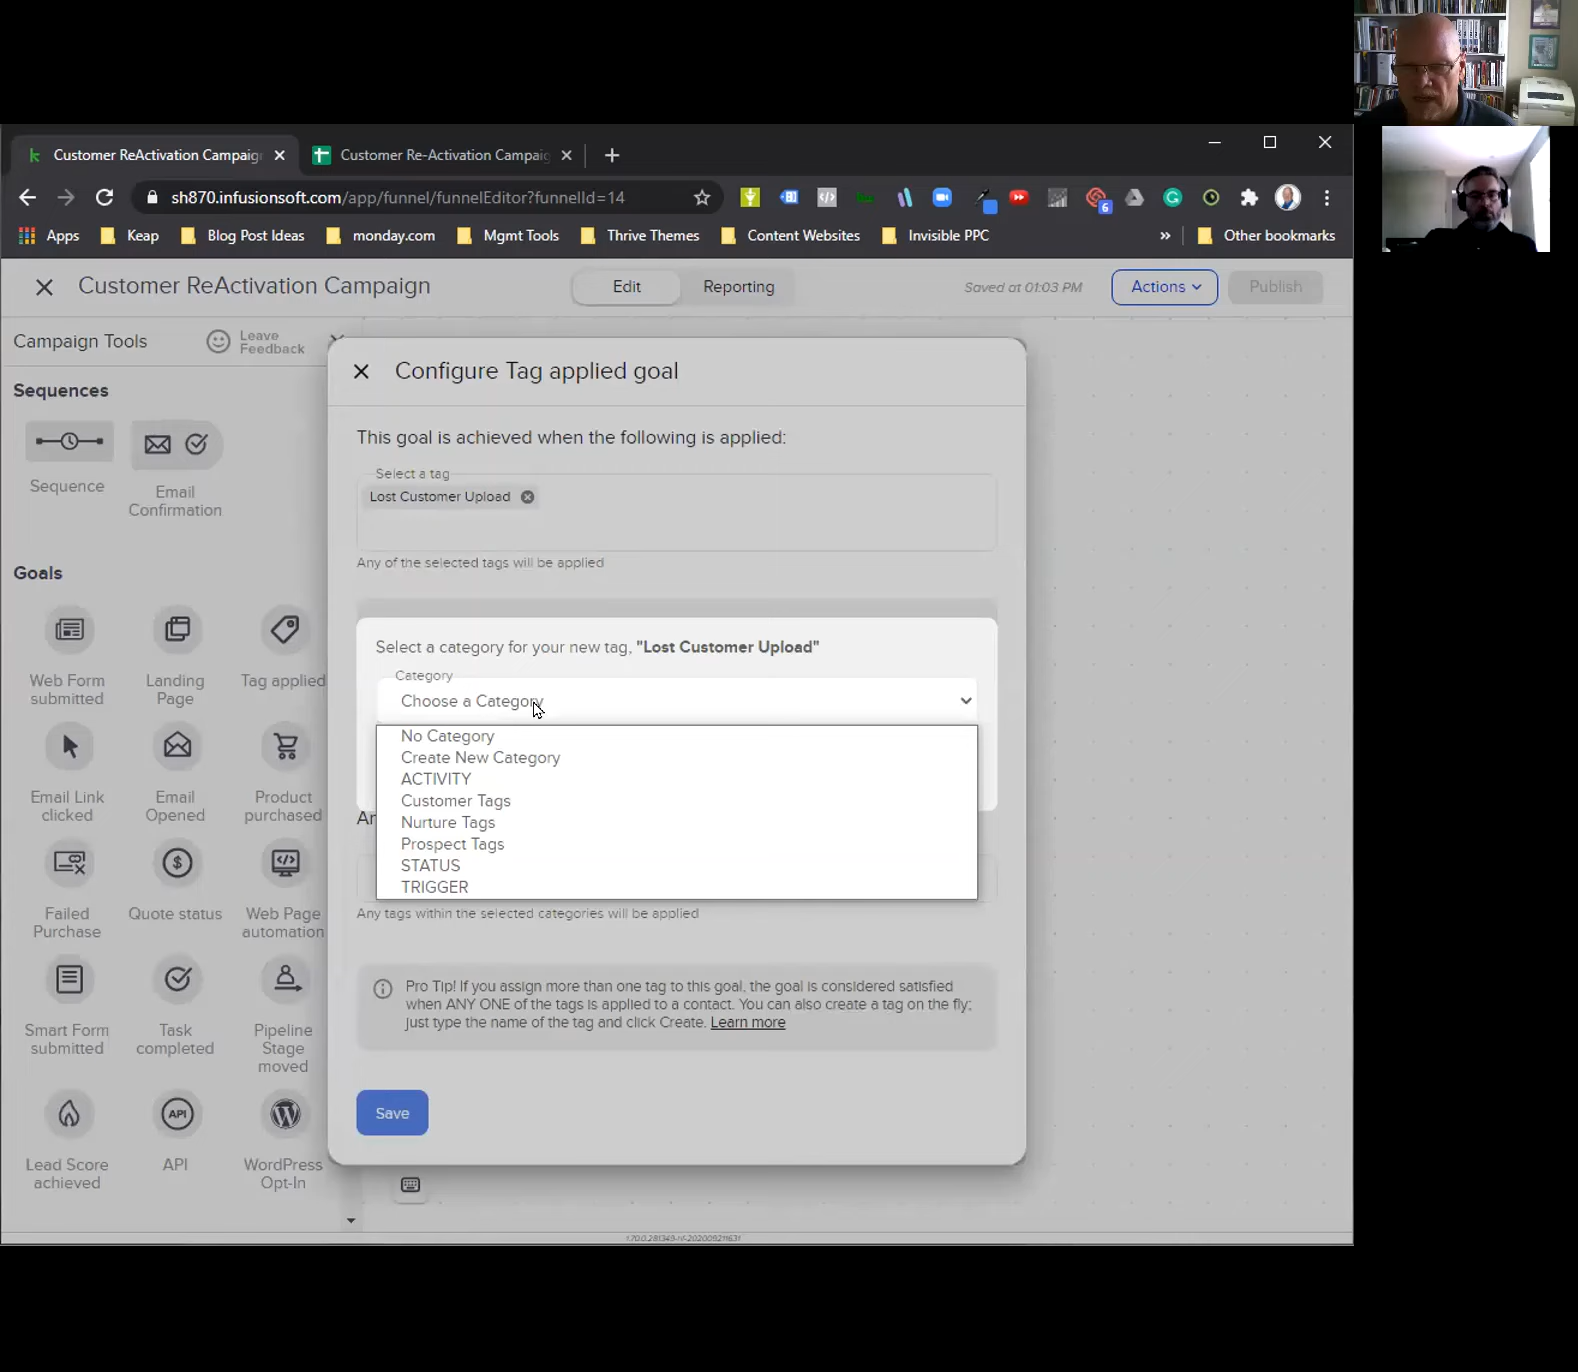 Customer ReActivation Campaig
Customer Re-Activation Campaig
sh870.infusionsoft.com/app/funnel/funnelEditor?funnelId=14
6
Apps
Keap
Blog Post Ideas
monday.com
Mgmt Tools
Thrive Themes
Content Websites
Invisible PPC
»
Other bookmarks
Customer ReActivation Campaign
Edit
Reporting
Saved at 01:03 PM
Actions
Publish
Campaign Tools
Leave
Feedback
Sequences
Sequence
Email
Confirmation
Goals
Web Form
submitted
Landing
Page
Tag applied
Email Link
clicked
Email
Opened
Product
purchased
Failed
Purchase
Quote status
Web Page
automation
Smart Form
submitted
Task
completed
Pipeline
Stage
moved
API
Lead Score
achieved
API
WordPress
Opt-In
Configure Tag applied goal
This goal is achieved when the following is applied:
Select a tag
Lost Customer Upload
Any of the selected tags will be applied
Select a category for your new tag, "Lost Customer Upload"
Category
Choose a Category
No Category
Create New Category
ACTIVITY
Customer Tags
Nurture Tags
Prospect Tags
STATUS
TRIGGER
Any tags within the selected categories will be applied
Pro Tip! If you assign more than one tag to this goal, the goal is considered satisfied
when ANY ONE of the tags is applied to a contact. You can also create a tag on the fly;
just type the name of the tag and click Create. Learn more
Save